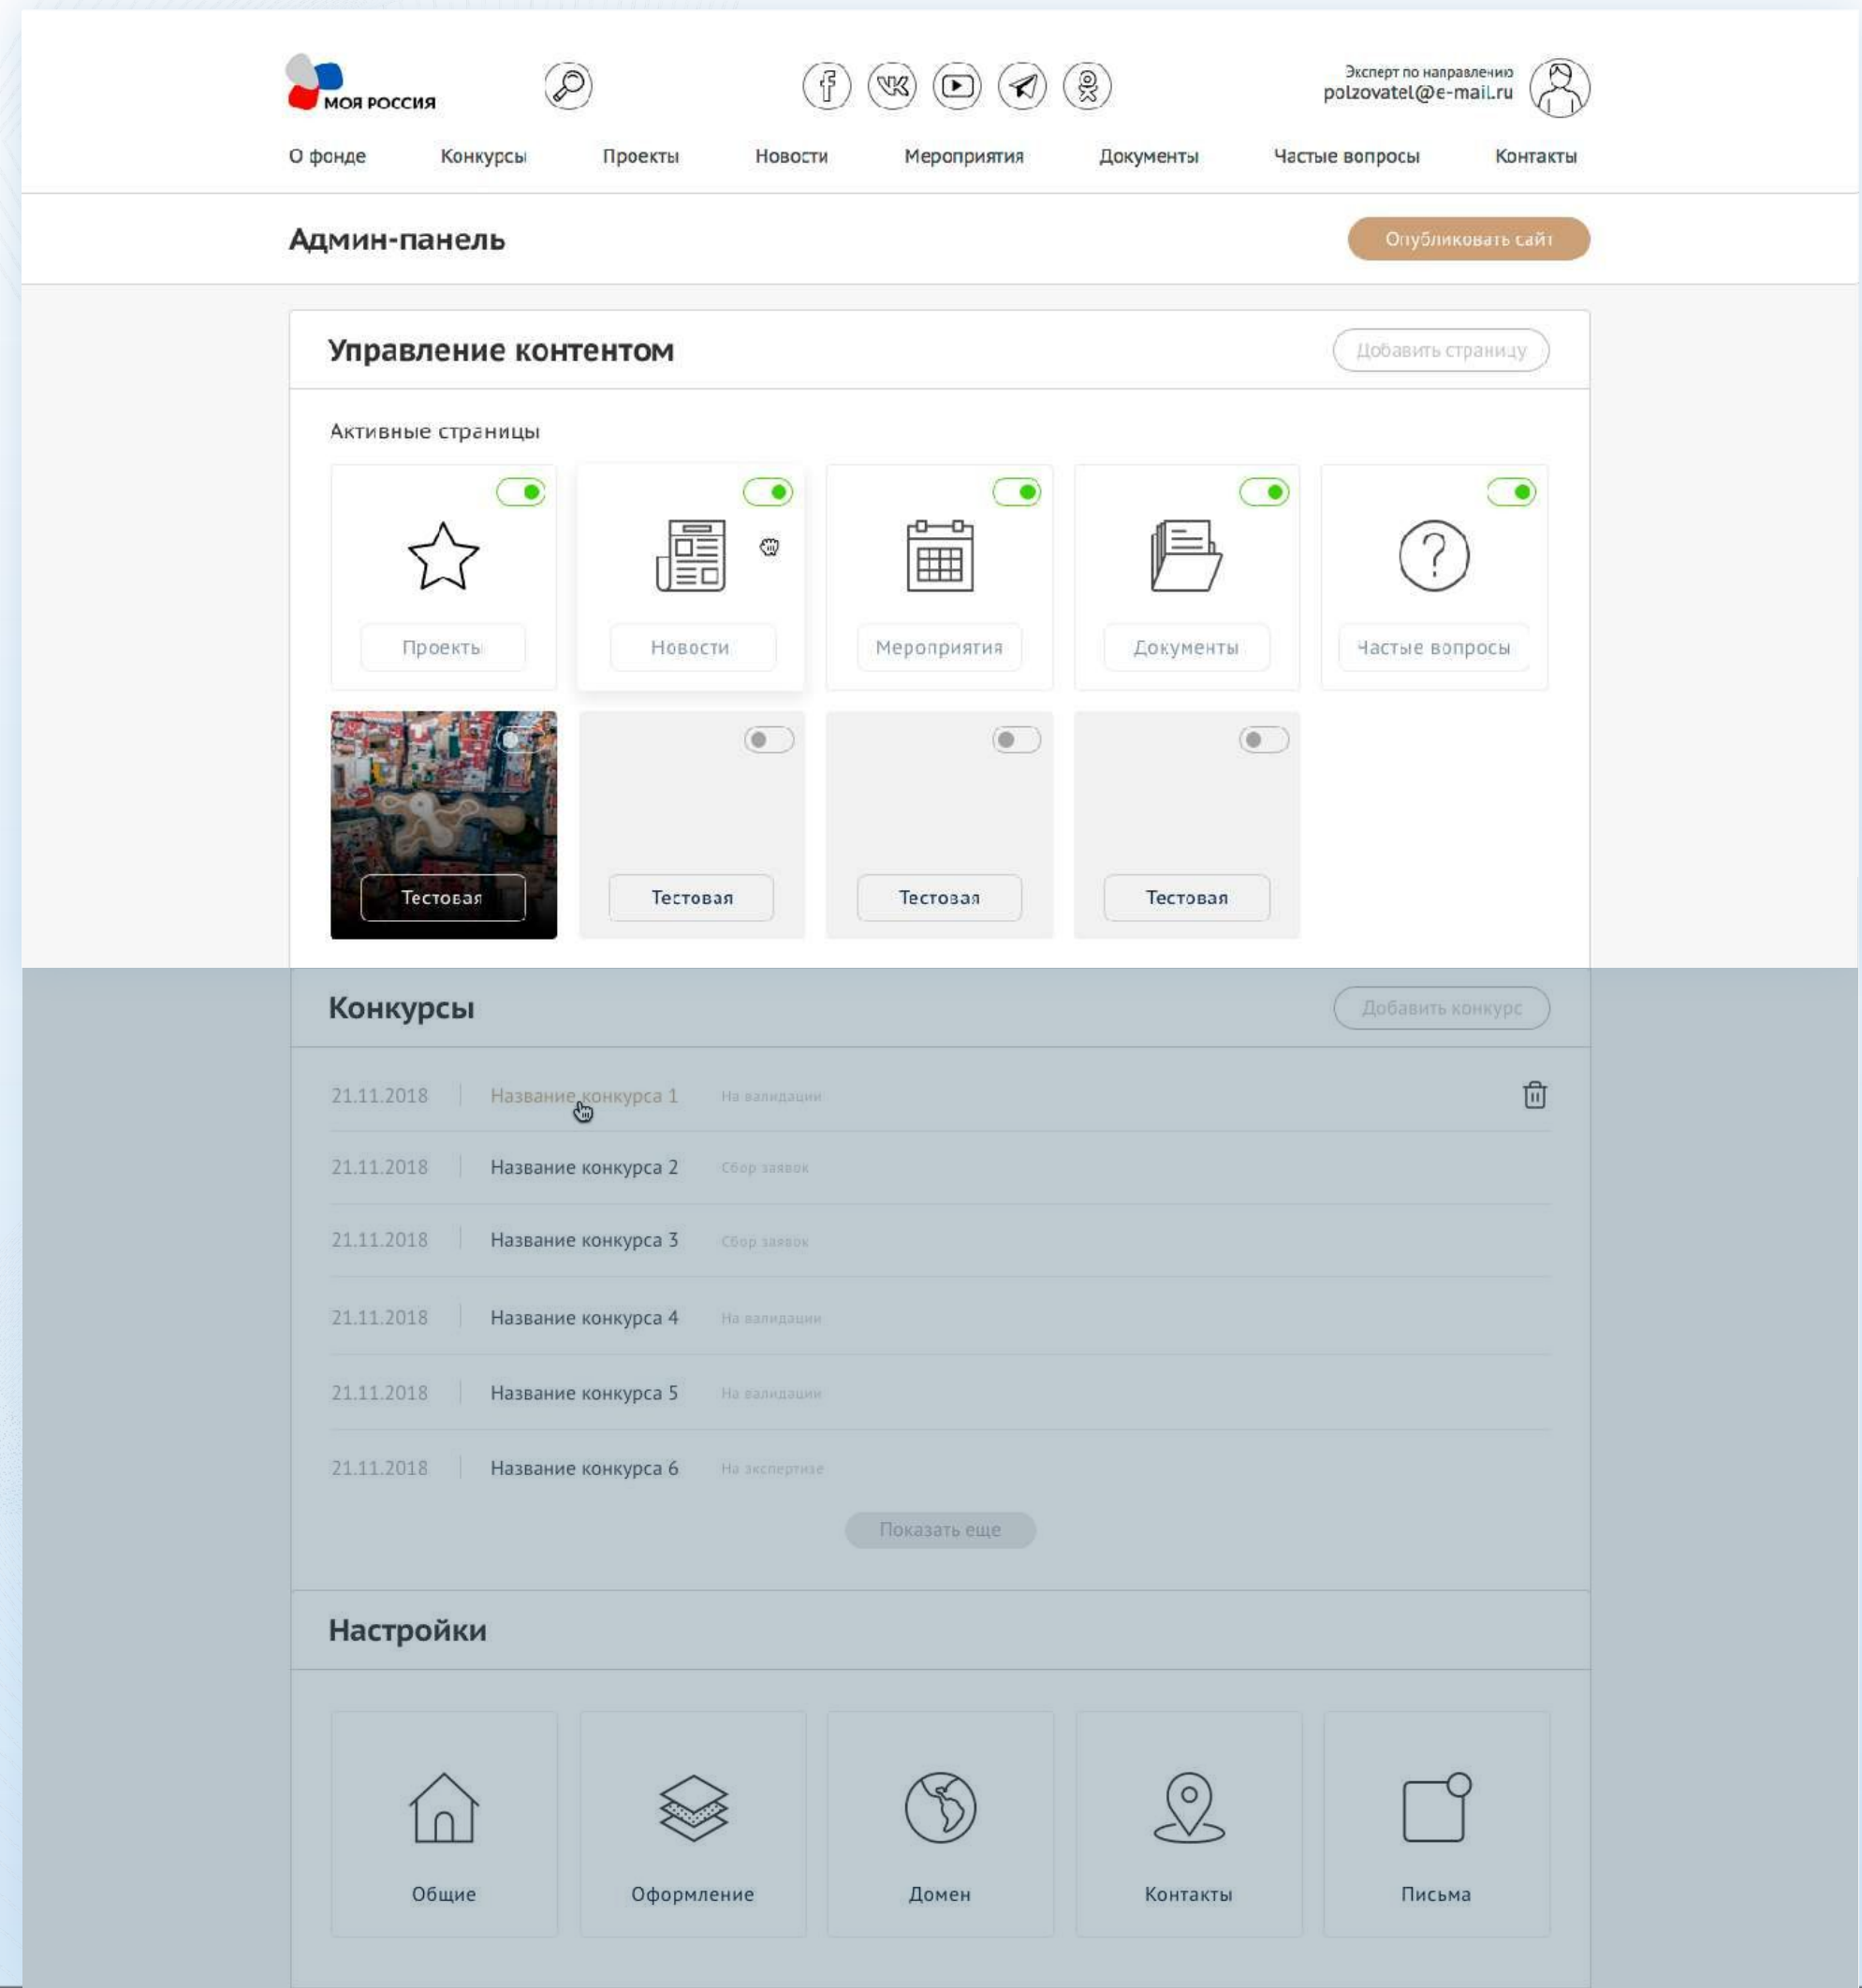 МОЯ РОССИЯ
Эксперт по направлению
polzovatel@e-mail.ru
О фонде Конкурсы Проекты Новости Мероприятия Документы Частые вопросы Контакты
Админ-панель
Опубликовать сайт
Управление контентом
Добавить страницу
Активные страницы
Проекты Новости Мероприятия Документы Частые вопросы
Тестовая Тестовая Тестовая Тестовая
Конкурсы
Добавить конкурс
21.11.2018 Название конкурса 1 На валидации
21.11.2018 Название конкурса 2 Сбор заявок
21.11.2018 Название конкурса 3 Сбор заявок
21.11.2018 Название конкурса 4 На валидации
21.11.2018 Название конкурса 5 На валидации
21.11.2018 Название конкурса 6 На экспертизе
Показать еще
Настройки
Общие Оформление Домен Контакты Письма